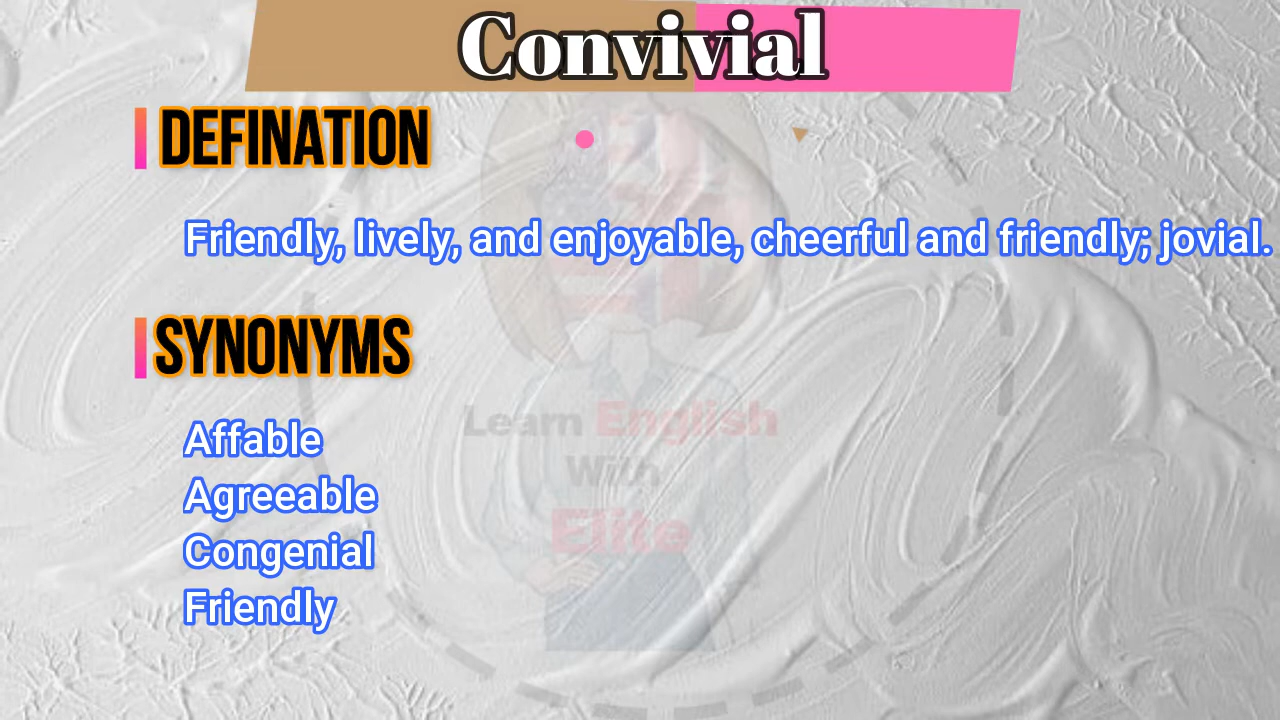 Convivial
DEFINATION
Friendly, lively, and enjoyable, cheerful and friendly; jovial.
SYNONYMS
Affable
Agreeable
Congenial
Friendly
Learn English
With
Elite